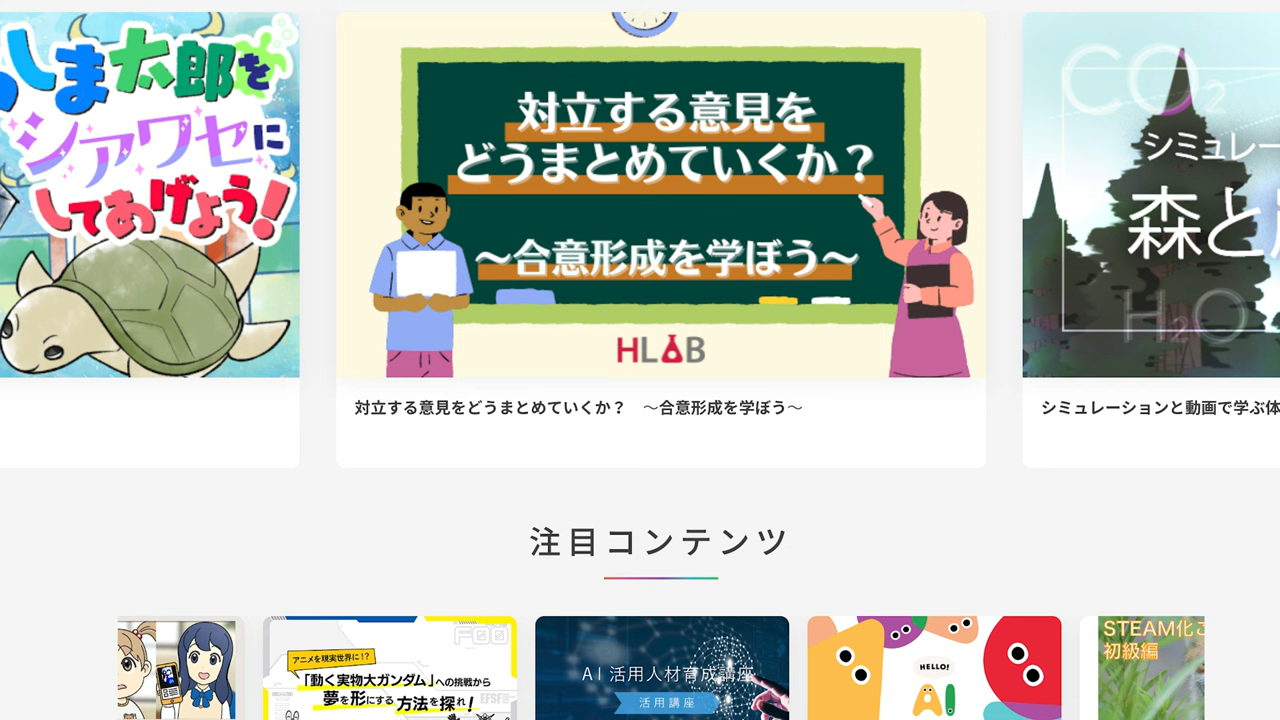 しま太郎を
シアワセに
してあげよう!
対立する意見を
どうまとめていくか？
〜合意形成を学ぼう〜
HLAB
対立する意見をどうまとめていくか？　〜合意形成を学ぼう〜
CO2
シミュレー
森と
H2O
シミュレーションと動画で学ぶ体
注目コンテンツ
アニメを現実世界に!?
「動く実物大ガンダム」への挑戦から
夢を形にする方法を探れ!
AI 活用人材育成講座
活用講座
HELLO!
AI
STEAM化こ
初級編